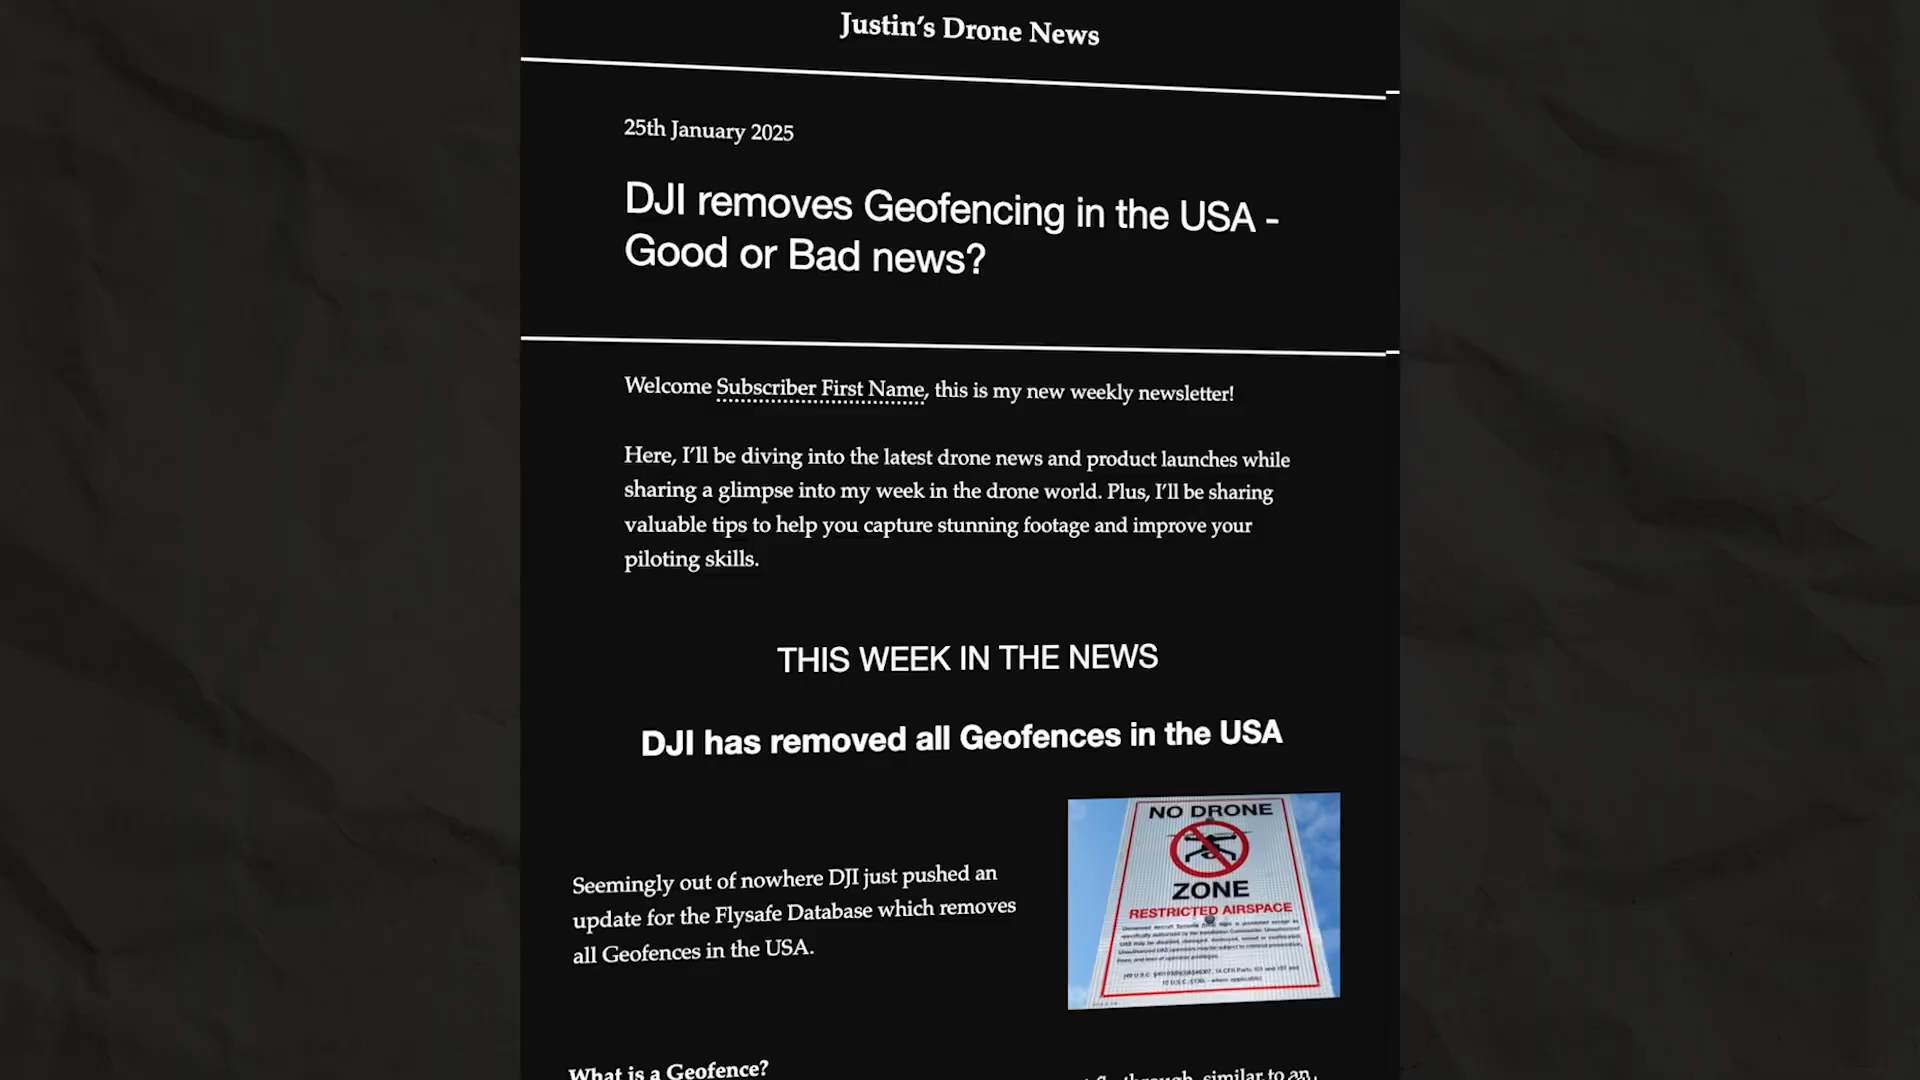 Justin's Drone News
25th January 2025
DJI removes Geofencing in the USA -
Good or Bad news?
Welcome Subscriber First Name, this is my new weekly newsletter!
Here, I'll be diving into the latest drone news and product launches while
sharing a glimpse into my week in the drone world. Plus, I'll be sharing
valuable tips to help you capture stunning footage and improve your
piloting skills.
THIS WEEK IN THE NEWS
DJI has removed all Geofences in the USA
NO DRONE
ZONE
RESTRICTED AIRSPACE
Seemingly out of nowhere DJI just pushed an
update for the Flysafe Database which removes
all Geofences in the USA.
What is a Geofence?
through, similar to an